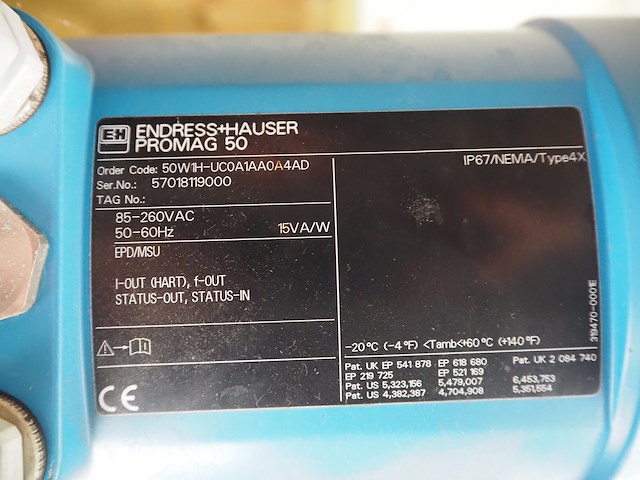 E+H
ENDRESS+HAUSER
PROMAG 50
IP67/NEMA/Type4X
Order Code: 50W1H-UC0A1AA0A4AD
Ser.No.: 57018119000
TAG No.:
85-260VAC
50-60Hz 15VA/W
EPD/MSU
I-OUT (HART), f-OUT
STATUS-OUT, STATUS-IN
-20°C (-4°F) <Tamb<+60°C (+140°F)
Pat. UK EP 541 878 EP 618 680 Pat. UK 2 084 740
EP 219 725 EP 521 169
Pat. US 5,323,156 5,479,007 6,453,753
Pat. US 4,382,387 4,704,908 5,351,554
CE
319470-0001E